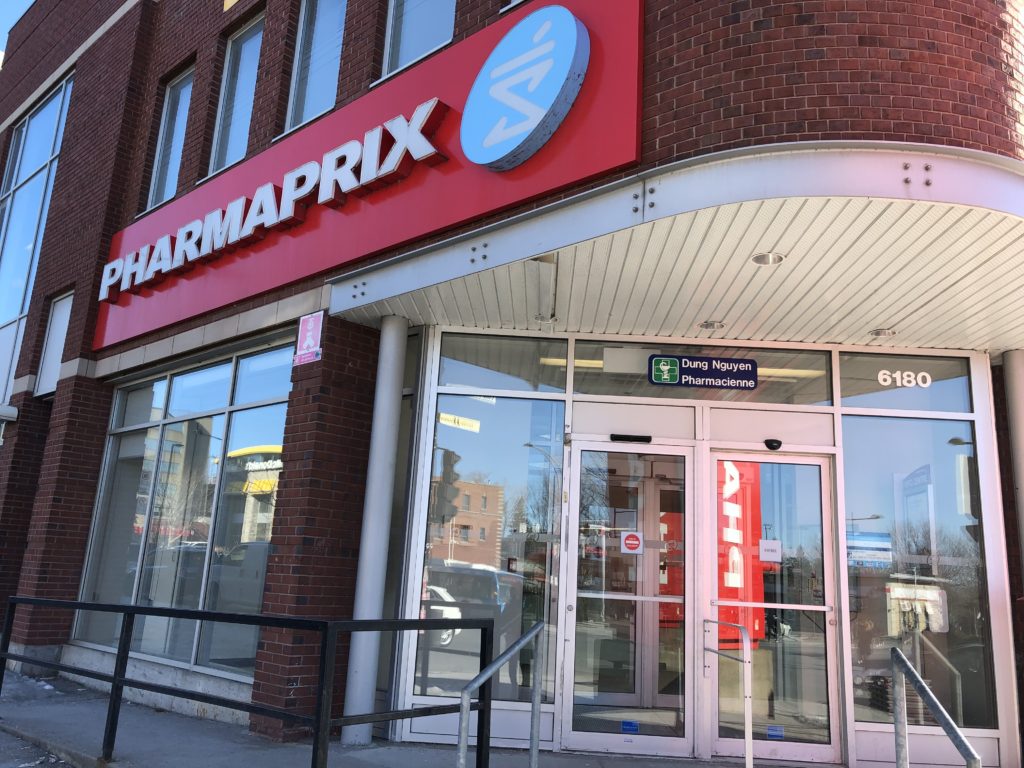 PHARMAPRIX
Dung Nguyen
Pharmacienne
6180